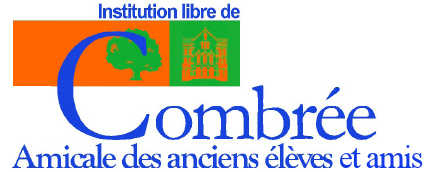 Institution libre de
Combrée
Amicale des anciens élèves et amis